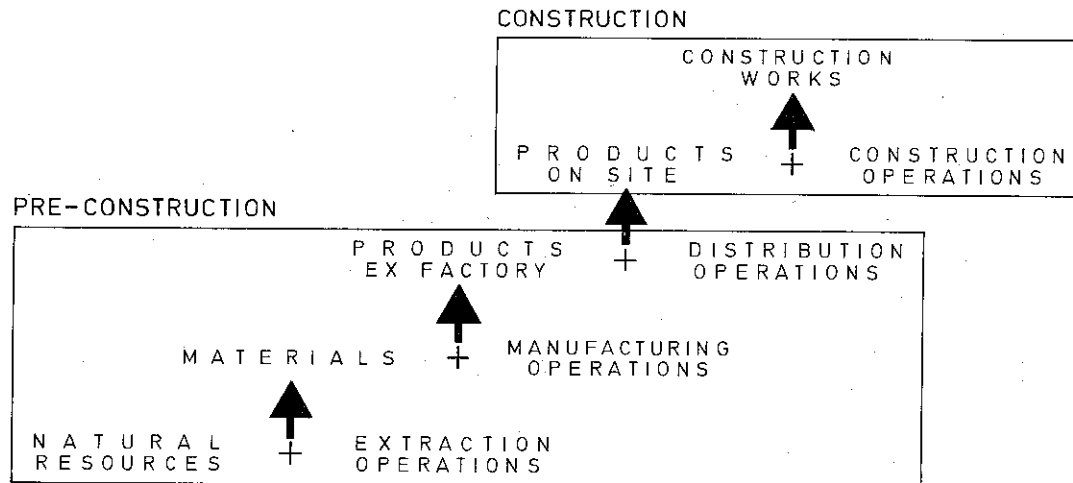 CONSTRUCTION
CONSTRUCTION
WORKS
PRODUCTS + CONSTRUCTION
ON SITE OPERATIONS
PRE-CONSTRUCTION
PRODUCTS + DISTRIBUTION
EX FACTORY OPERATIONS
MATERIALS + MANUFACTURING
OPERATIONS
NATURAL + EXTRACTION
RESOURCES OPERATIONS